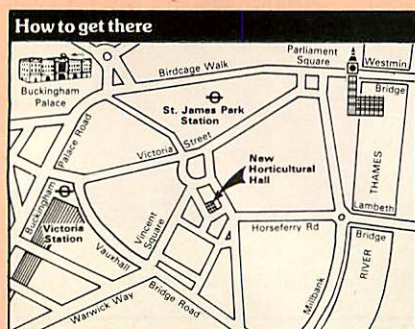 How to get there
Parliament
Square
Westmin
Bridge
Birdcage Walk
Buckingham
Palace
St. James Park
Station
Palace Road
Buckingham
Victoria
Street
New
Horticultural
Hall
THAMES
Lambeth
Bridge
RIVER
Victoria
Station
Vincent
Square
Vauxhall
Bridge Road
Horseferry Rd
Millbank
Warwick Way